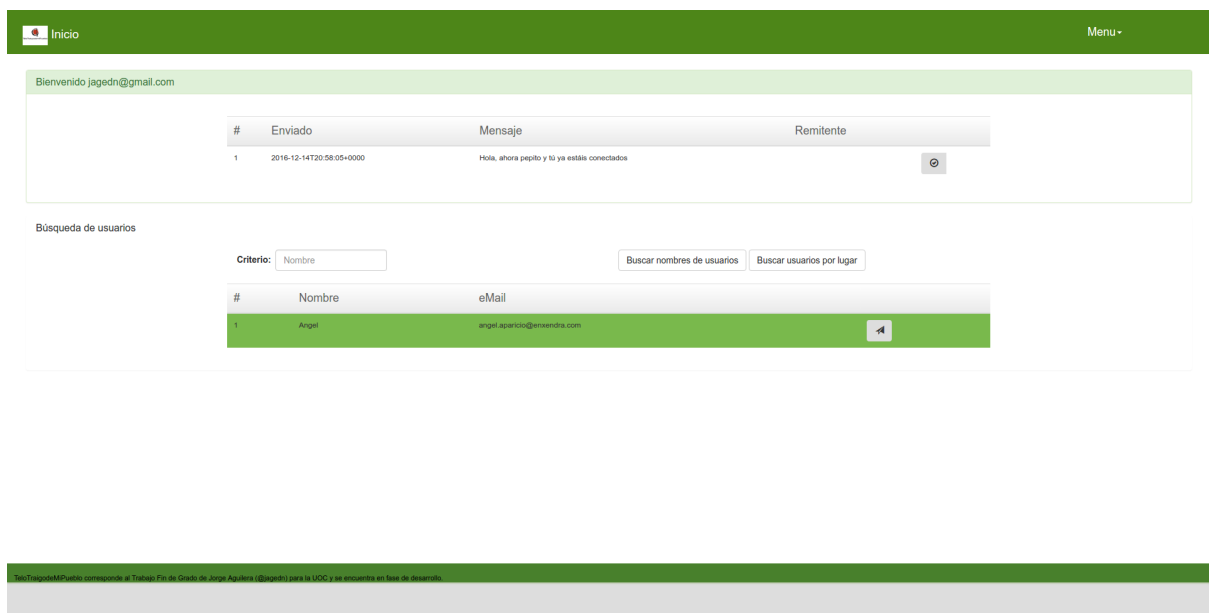 Inicio
Menu
Bienvenido jagedn@gmail.com
# Enviado Mensaje Remitente
1 2016-12-14T20:58:05+0000 Hola, ahora pepito y tú ya estáis conectados
Búsqueda de usuarios
Criterio: Nombre Buscar nombres de usuarios Buscar usuarios por lugar
# Nombre eMail
1 Angel angel.aparicio@enxendra.com
TeloTraigodeMiPueblo corresponde al Trabajo Fin de Grado de Jorge Aguilera (@jagedn) para la UOC y se encuentra en fase de desarrollo.